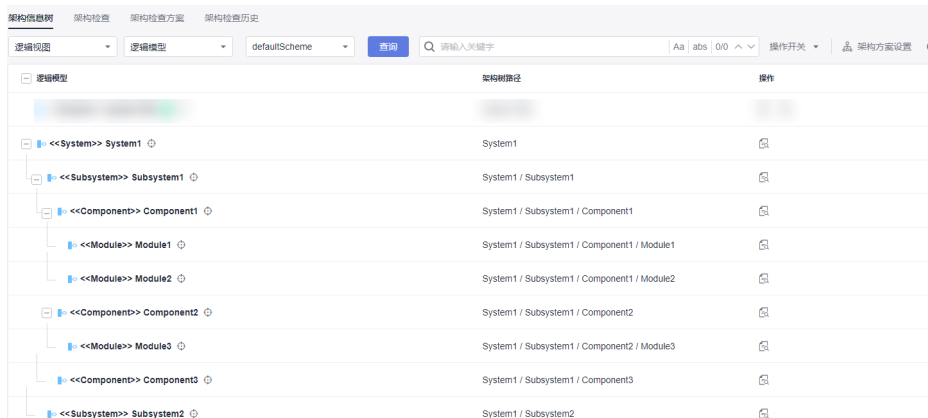 架构信息树 架构检查 架构检查方案 架构检查历史
逻辑视图 逻辑模型 defaultScheme 查询 请输入关键字 Aa abs 0/0 操作开关 架构方案设置
逻辑模型 架构树路径 操作
<<System>> System1 System1
<<Subsystem>> Subsystem1 System1 / Subsystem1
<<Component>> Component1 System1 / Subsystem1 / Component1
<<Module>> Module1 System1 / Subsystem1 / Component1 / Module1
<<Module>> Module2 System1 / Subsystem1 / Component1 / Module2
<<Component>> Component2 System1 / Subsystem1 / Component2
<<Module>> Module3 System1 / Subsystem1 / Component2 / Module3
<<Component>> Component3 System1 / Subsystem1 / Component3
<<Subsystem>> Subsystem2 System1 / Subsystem2